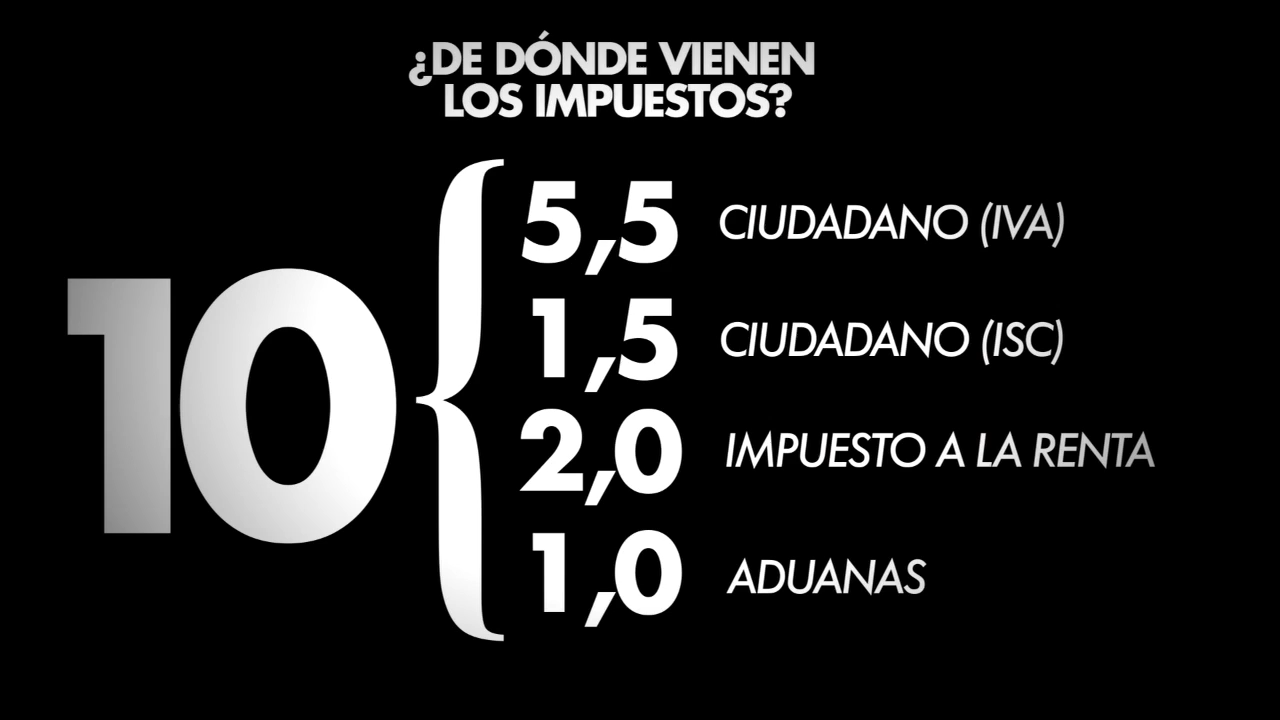 ¿DE DÓNDE VIENEN
LOS IMPUESTOS?
10
5,5 CIUDADANO (IVA)
1,5 CIUDADANO (ISC)
2,0 IMPUESTO A LA RENTA
1,0 ADUANAS